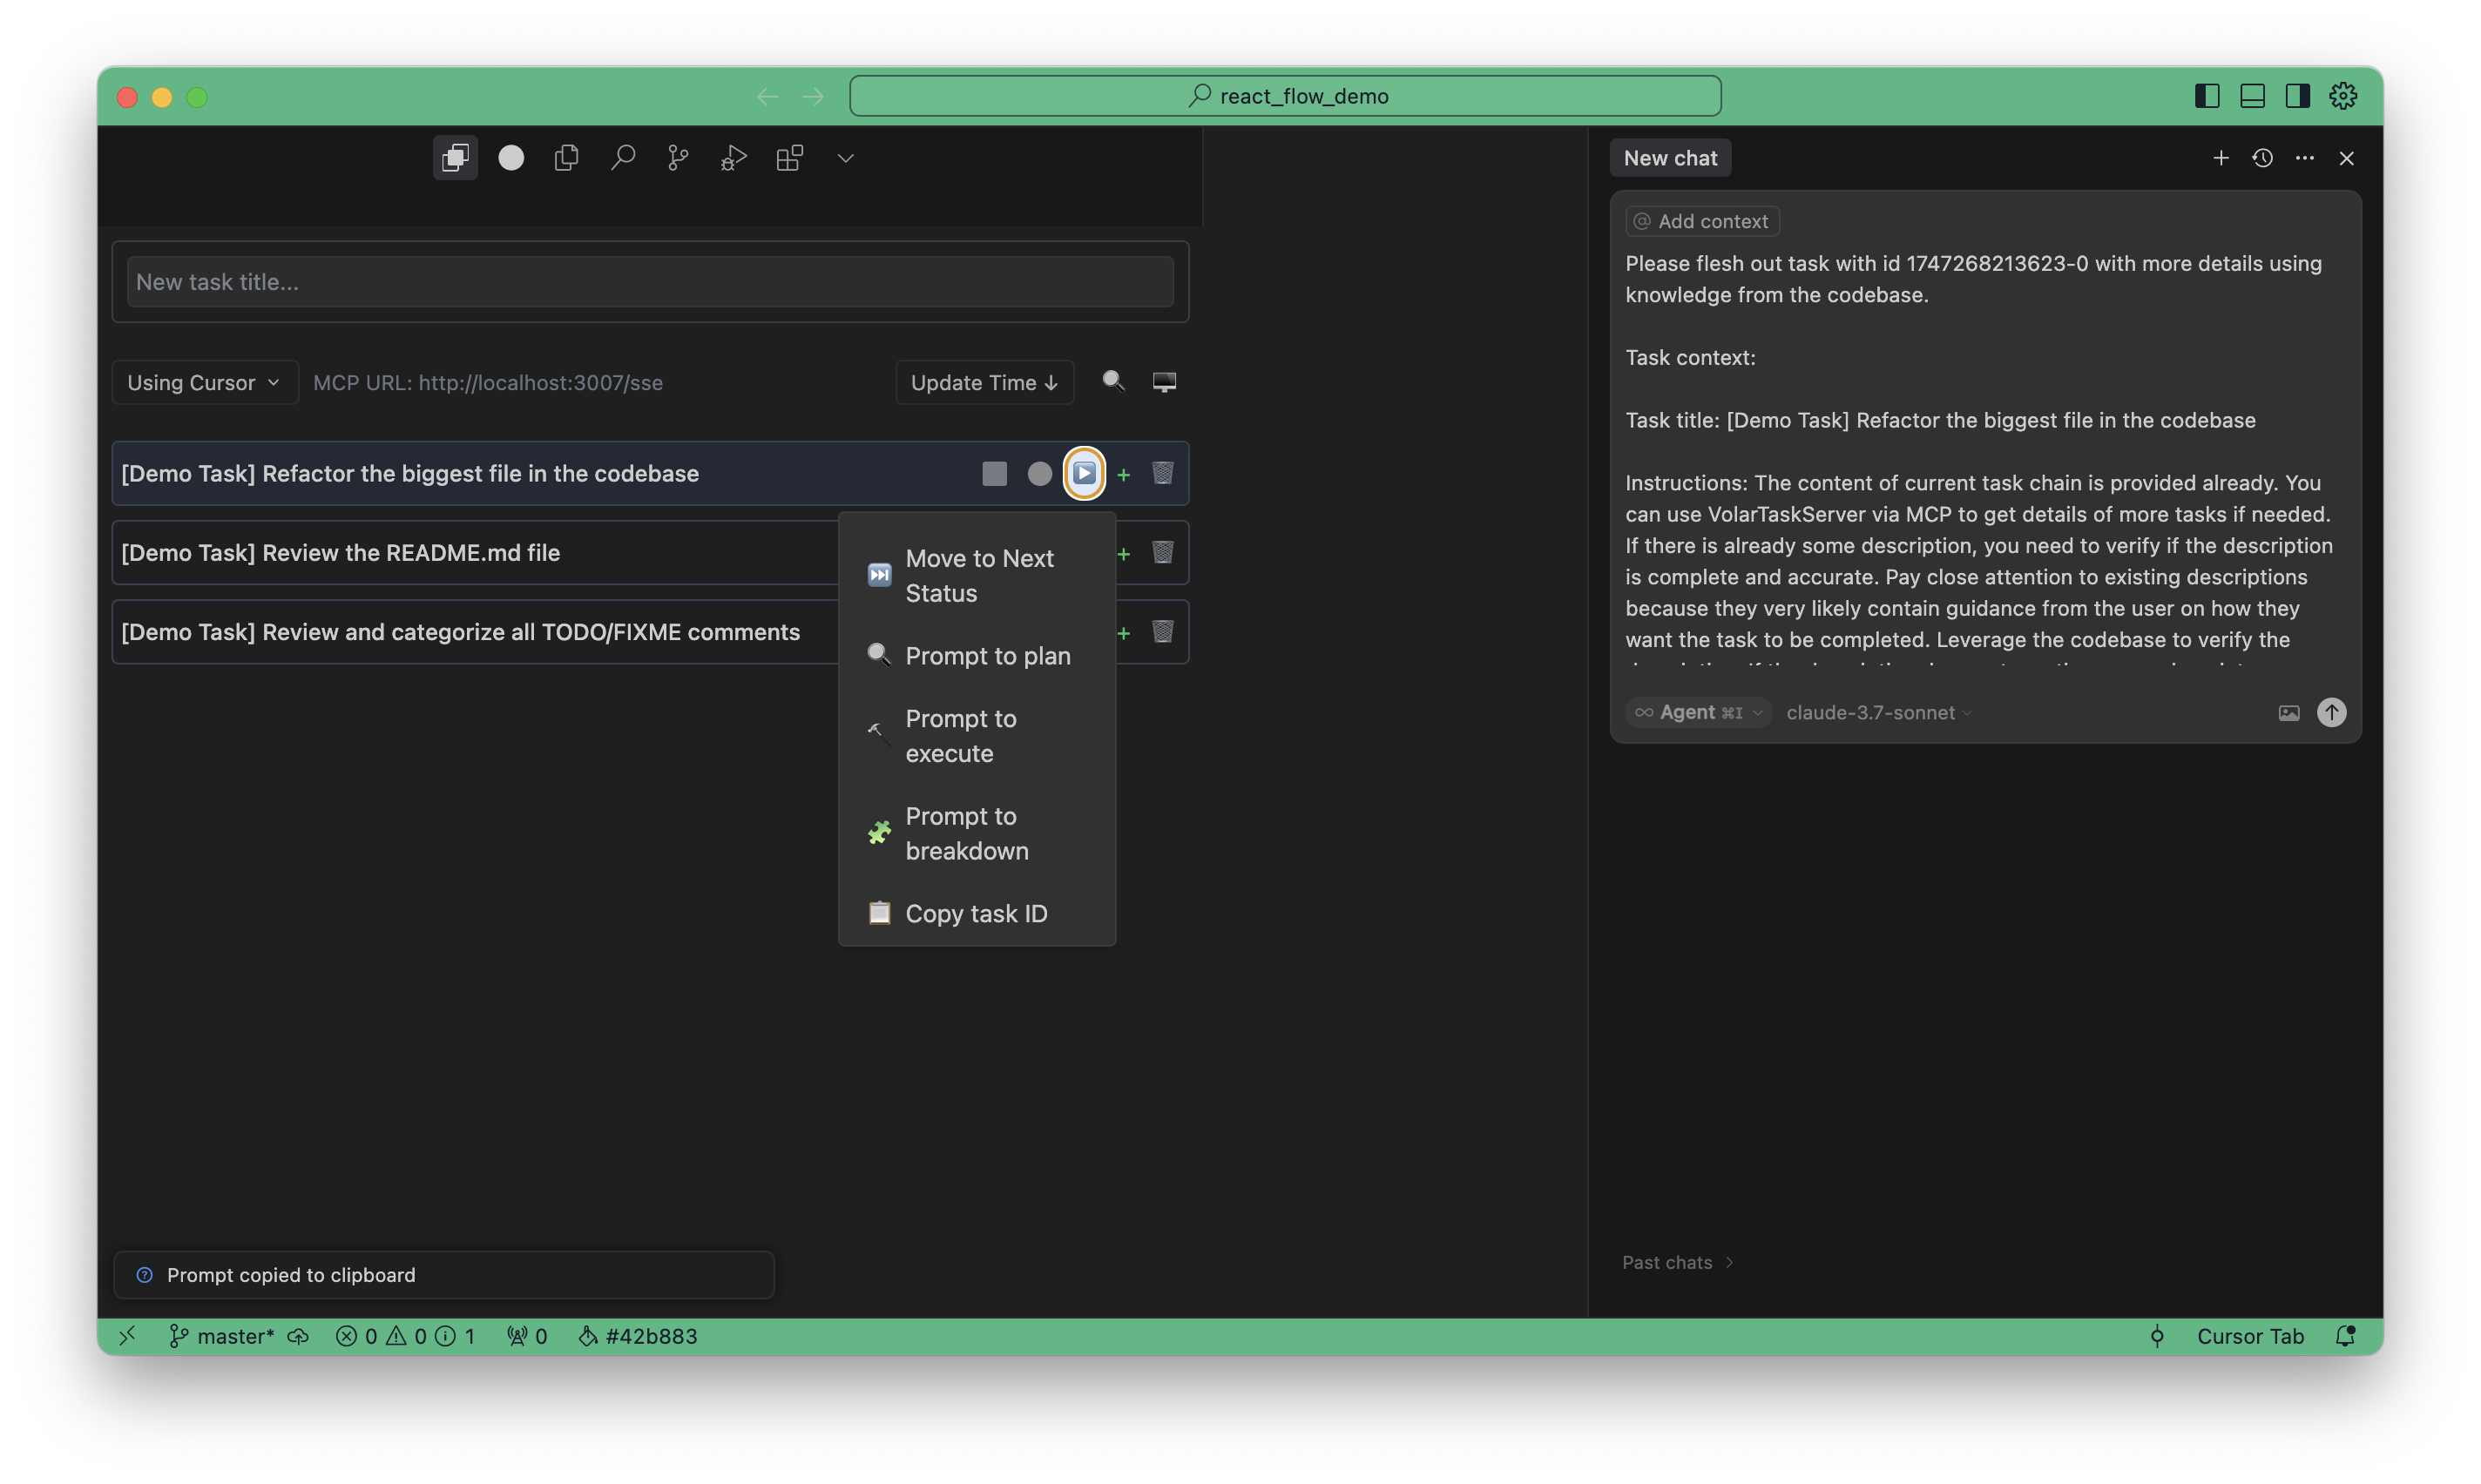 react_flow_demo
New task title...
Using Cursor
MCP URL: http://localhost:3007/sse
Update Time ↓
[Demo Task] Refactor the biggest file in the codebase
+
[Demo Task] Review the README.md file
+
[Demo Task] Review and categorize all TODO/FIXME comments
+
Move to Next
Status
Prompt to plan
Prompt to
execute
Prompt to
breakdown
Copy task ID
Prompt copied to clipboard
New chat
@ Add context
Please flesh out task with id 1747268213623-0 with more details using
knowledge from the codebase.
Task context:
Task title: [Demo Task] Refactor the biggest file in the codebase
Instructions: The content of current task chain is provided already. You
can use VolarTaskServer via MCP to get details of more tasks if needed.
If there is already some description, you need to verify if the description
is complete and accurate. Pay close attention to existing descriptions
because they very likely contain guidance from the user on how they
want the task to be completed. Leverage the codebase to verify the
∞ Agent ⌘I
claude-3.7-sonnet
Past chats
master*
0
0
1
0
#42b883
Cursor Tab